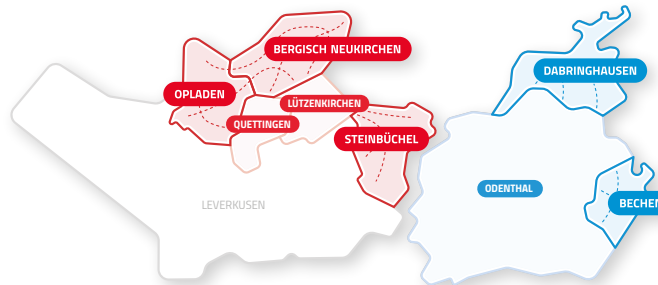 BERGISCH NEUKIRCHEN
DABRINGHAUSEN
OPLADEN
LÜTZENKIRCHEN
QUETTINGEN
STEINBÜCHEL
ODENTHAL
LEVERKUSEN
BECHEN